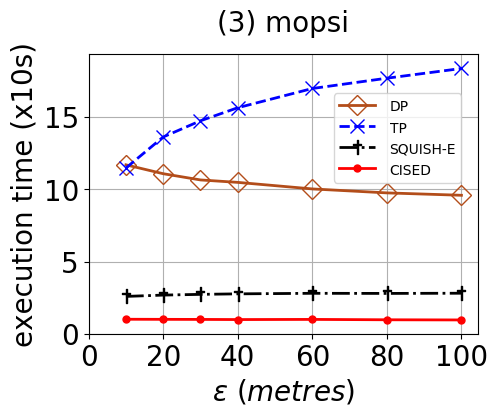 (3) mopsi
execution time (x10s)
15
10
5
0
DP
TP
SQUISH-E
CISED
0 20 40 60 80 100
ε (metres)